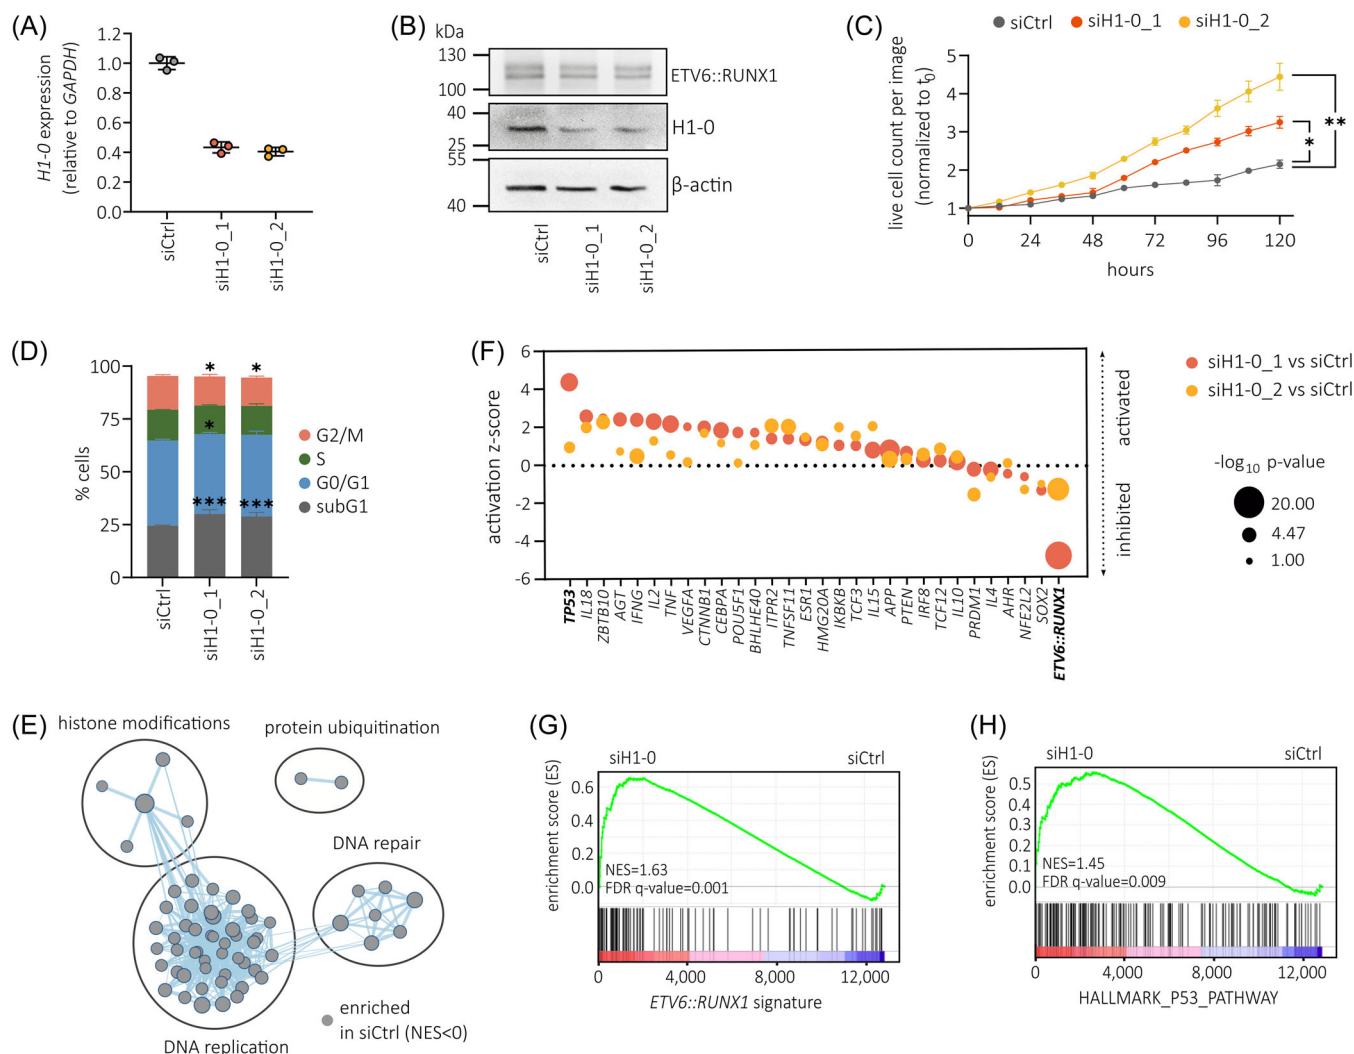 (A)
H1-0 expression
(relative to GAPDH)
1.2
1.0
0.8
0.6
0.4
0.2
0.0
siCtrl
siH1-0_1
siH1-0_2
(B)
kDa
130
100
40
25
55
40
ETV6::RUNX1
H1-0
β-actin
siCtrl
siH1-0_1
siH1-0_2
(C)
siCtrl
siH1-0_1
siH1-0_2
live cell count per image
(normalized to t0)
5
4
3
2
1
0
24
48
72
96
120
hours
*
**
(D)
% cells
100
75
50
25
0
*
*
*
***
***
G2/M
S
G0/G1
subG1
siCtrl
siH1-0_1
siH1-0_2
(F)
activation z-score
6
4
2
0
-2
-4
-6
activated
inhibited
siH1-0_1 vs siCtrl
siH1-0_2 vs siCtrl
-log10 p-value
20.00
4.47
1.00
TP53
IL18
ZBTB10
AGT
IFNG
IL2
TNF
VEGFA
CTNNB1
CEBPA
POU5F1
BHLHE40
ITPR2
TNFSF11
ESR1
HMG20A
IKBKB
TCF3
IL15
APP
PTEN
IRF8
TCF12
IL10
PRDM1
IL4
AHR
NFE2L2
SOX2
ETV6::RUNX1
(E)
histone modifications
protein ubiquitination
DNA repair
DNA replication
enriched
in siCtrl (NES<0)
(G)
siH1-0
siCtrl
enrichment score (ES)
0.6
0.4
0.2
0.0
NES=1.63
FDR q-value=0.001
0
4,000
8,000
12,000
ETV6::RUNX1 signature
(H)
siH1-0
siCtrl
enrichment score (ES)
0.5
0.4
0.3
0.2
0.1
0.0
NES=1.45
FDR q-value=0.009
0
4,000
8,000
12,000
HALLMARK_P53_PATHWAY